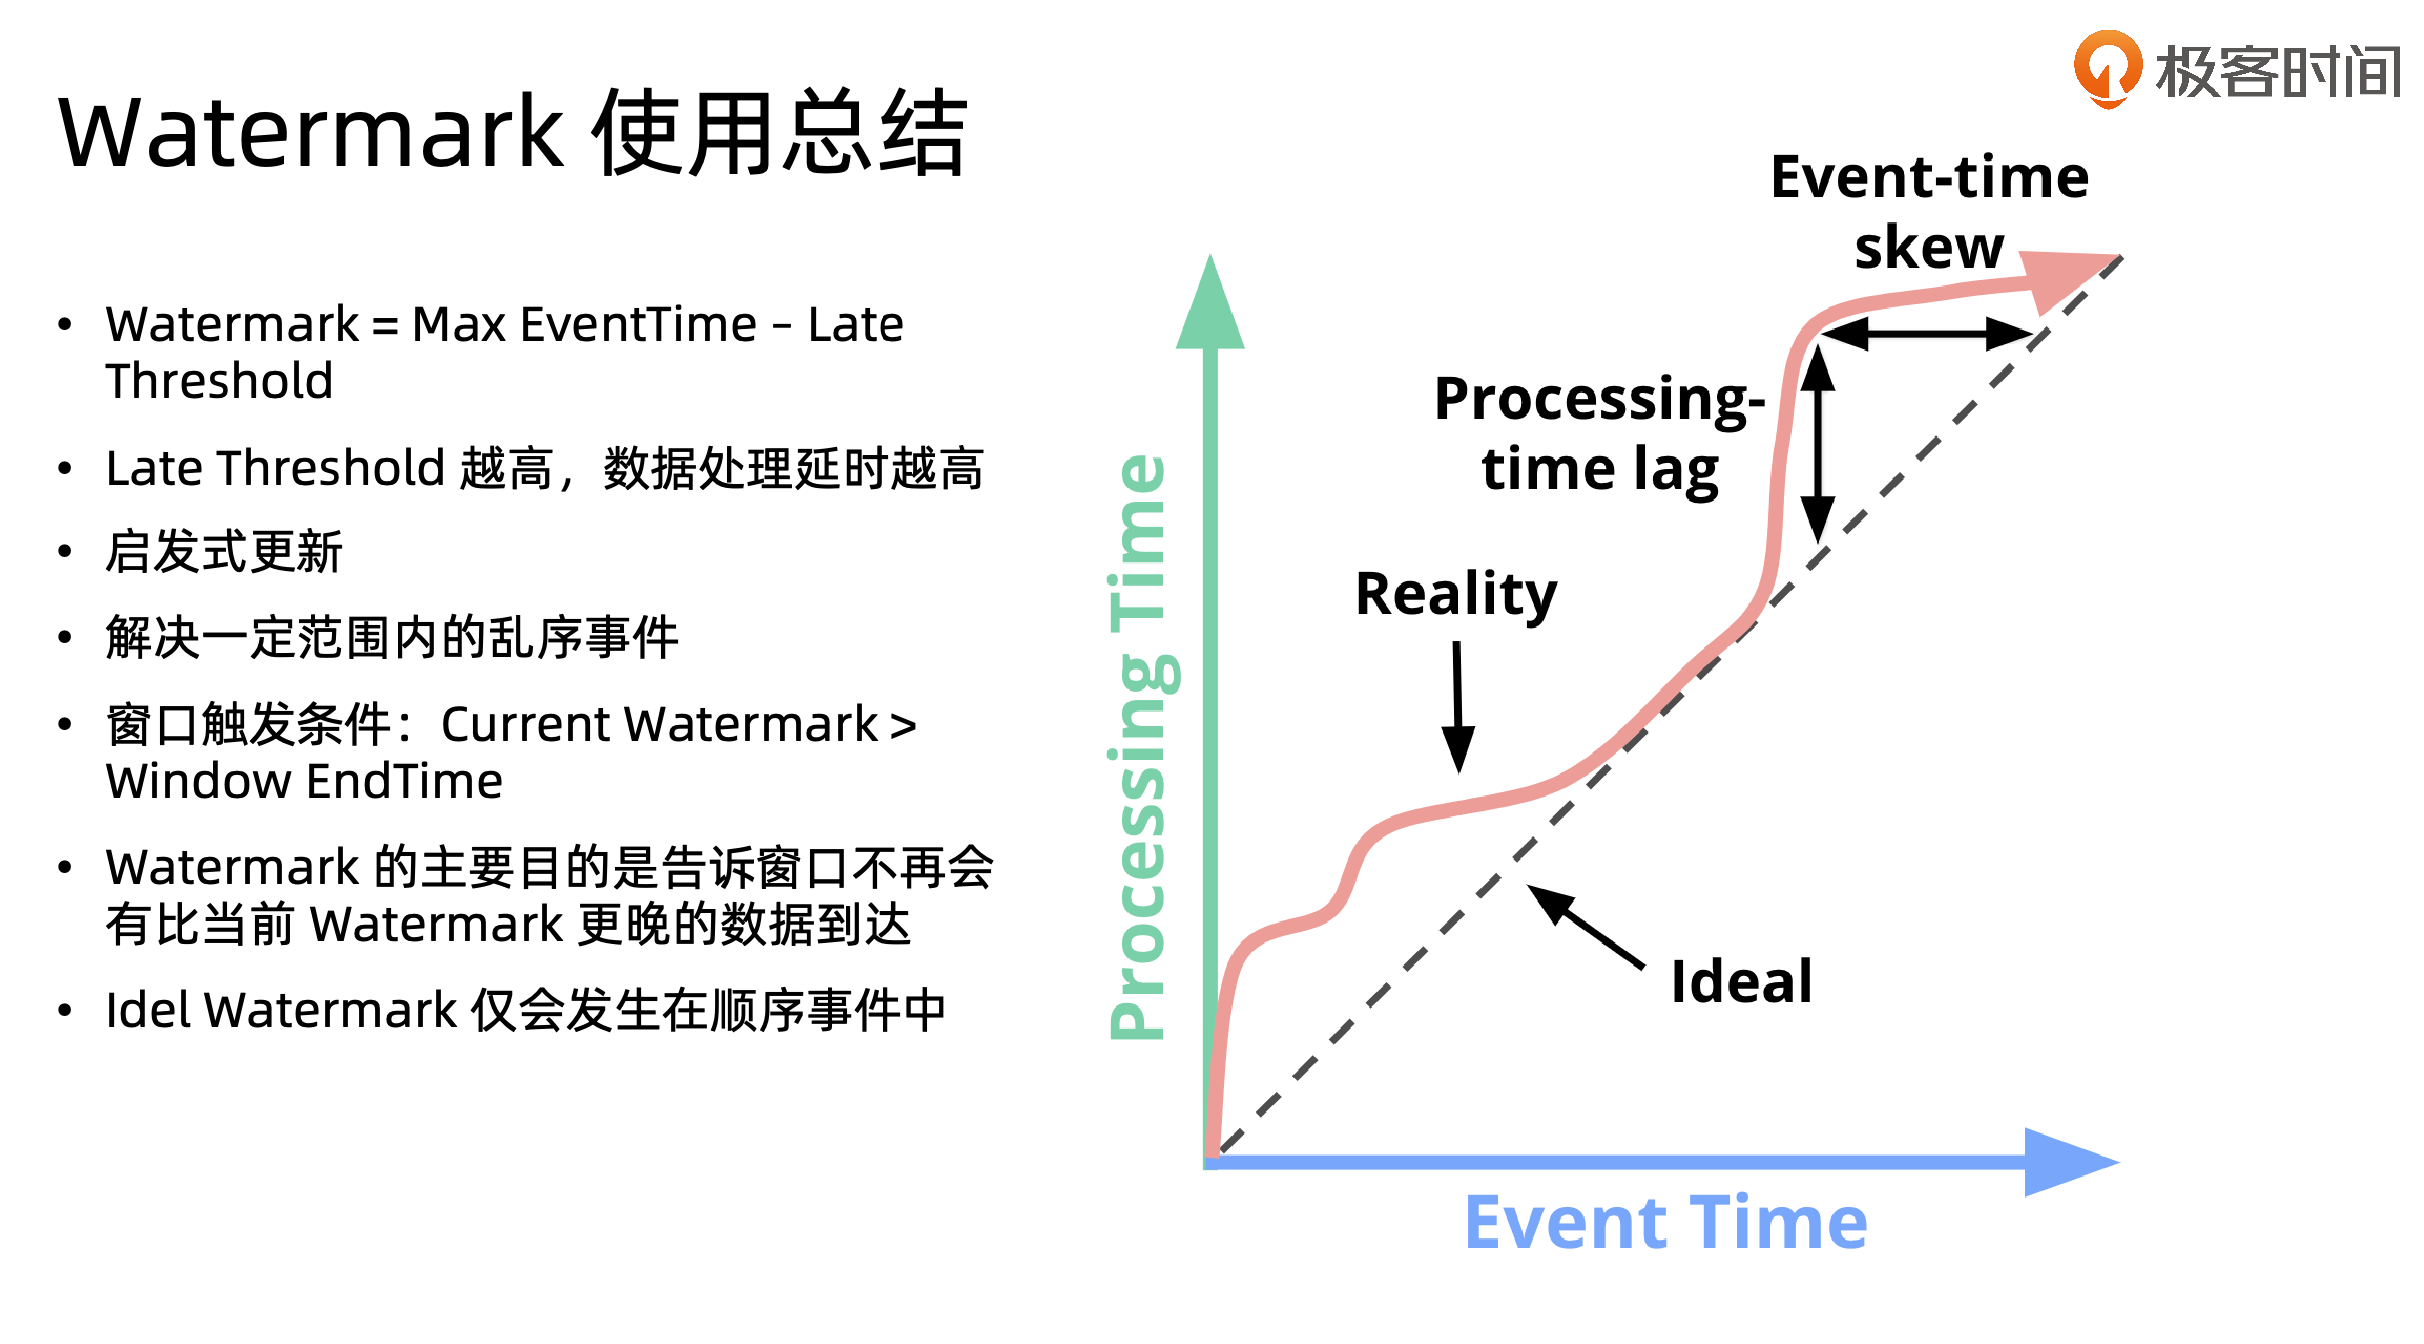 极客时间
Watermark 使用总结
• Watermark = Max EventTime – Late
Threshold
• Late Threshold 越高，数据处理延时越高
• 启发式更新
• 解决一定范围内的乱序事件
• 窗口触发条件：Current Watermark >
Window EndTime
• Watermark 的主要目的是告诉窗口不再会
有比当前 Watermark 更晚的数据到达
• Idel Watermark 仅会发生在顺序事件中
Event-time
skew
Processing-
time lag
Reality
Ideal
Processing Time
Event Time